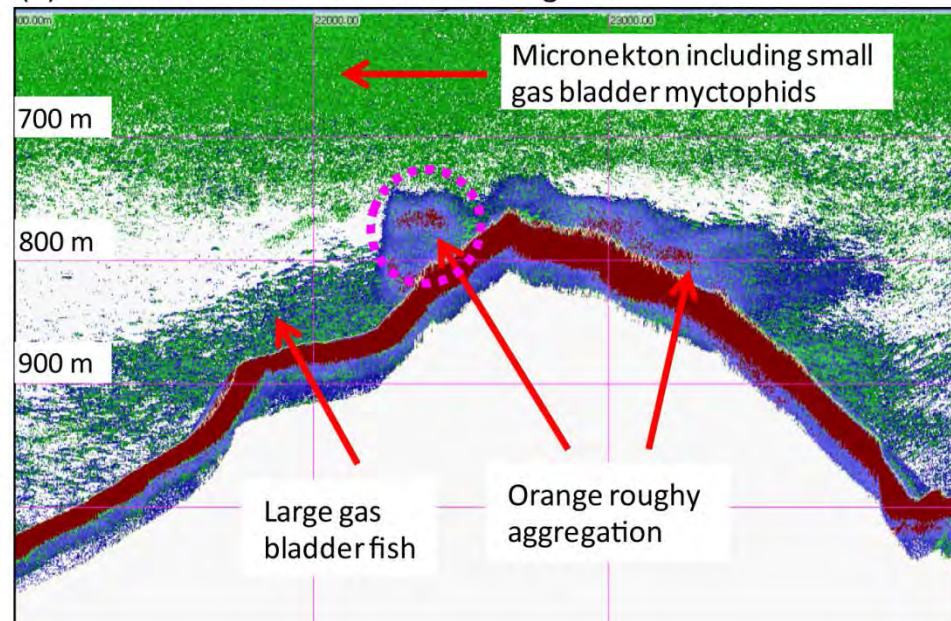 22000.00
23000.00
Micronekton including small
gas bladder myctophids
700 m
800 m
900 m
Large gas
bladder fish
Orange roughy
aggregation